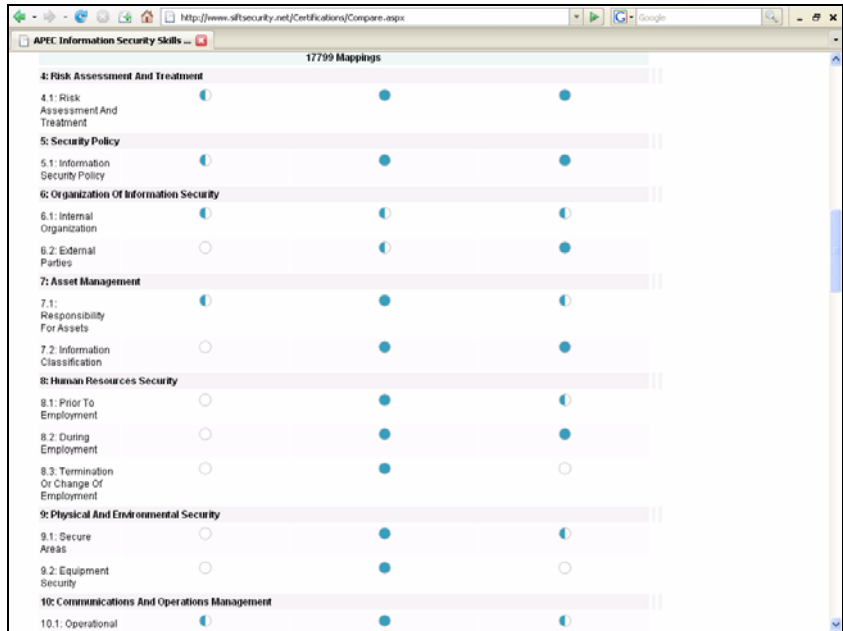 http://www.siftsecurity.net/Certifications/Compare.aspx
Google
APEC Information Security Skills ...
17799 Mappings
4: Risk Assessment And Treatment
4.1: Risk
Assessment And
Treatment
5: Security Policy
5.1: Information
Security Policy
6: Organization Of Information Security
6.1: Internal
Organization
6.2: External
Parties
7: Asset Management
7.1:
Responsibility
For Assets
7.2: Information
Classification
8: Human Resources Security
8.1: Prior To
Employment
8.2: During
Employment
8.3: Termination
Or Change Of
Employment
9: Physical And Environmental Security
9.1: Secure
Areas
9.2: Equipment
Security
10: Communications And Operations Management
10.1: Operational